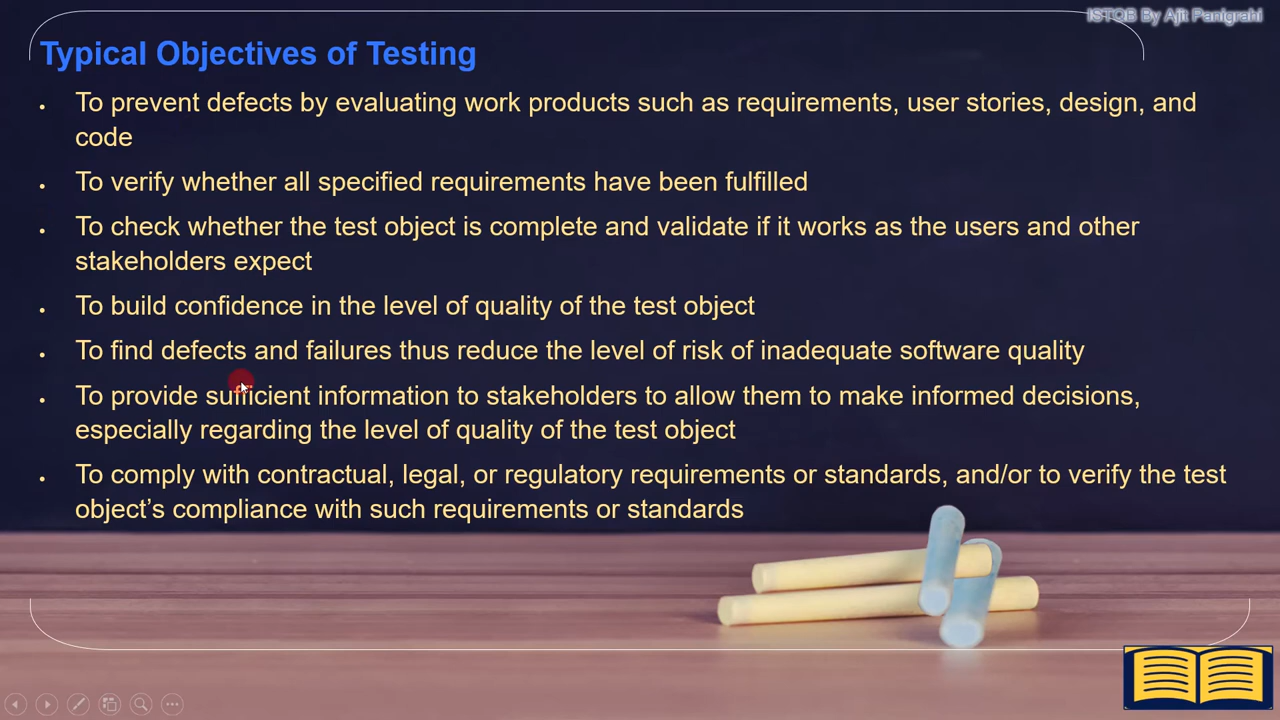 ISTQB By Ajit Panigrahi
Typical Objectives of Testing
• To prevent defects by evaluating work products such as requirements, user stories, design, and
code
• To verify whether all specified requirements have been fulfilled
• To check whether the test object is complete and validate if it works as the users and other
stakeholders expect
• To build confidence in the level of quality of the test object
• To find defects and failures thus reduce the level of risk of inadequate software quality
• To provide sufficient information to stakeholders to allow them to make informed decisions,
especially regarding the level of quality of the test object
• To comply with contractual, legal, or regulatory requirements or standards, and/or to verify the test
object’s compliance with such requirements or standards